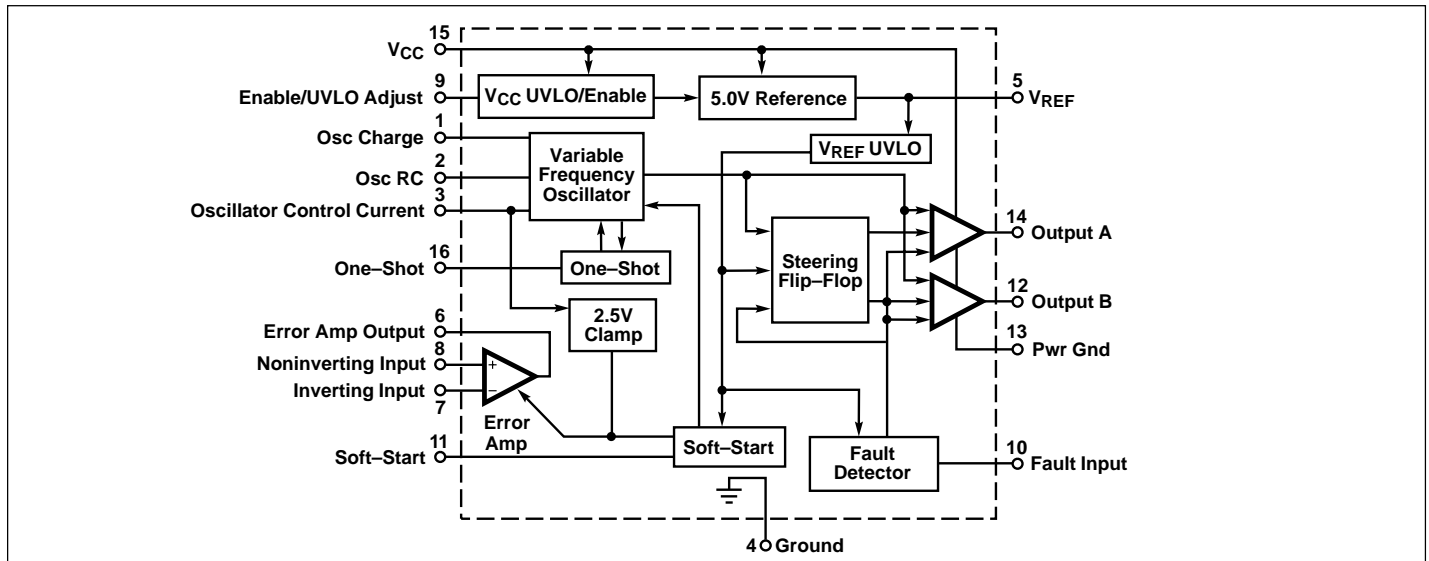 15
VCC
9
Enable/UVLO Adjust
VCC UVLO/Enable
5.0V Reference
5
VREF
1
Osc Charge
VREF UVLO
2
Osc RC
Variable
Frequency
Oscillator
3
Oscillator Control Current
14
Output A
16
One–Shot
One–Shot
Steering
Flip–Flop
12
Output B
2.5V
Clamp
6
Error Amp Output
13
Pwr Gnd
8
Noninverting Input
+
Inverting Input
–
7
Error
Amp
11
Soft–Start
Soft–Start
Fault
Detector
10
Fault Input
4
Ground